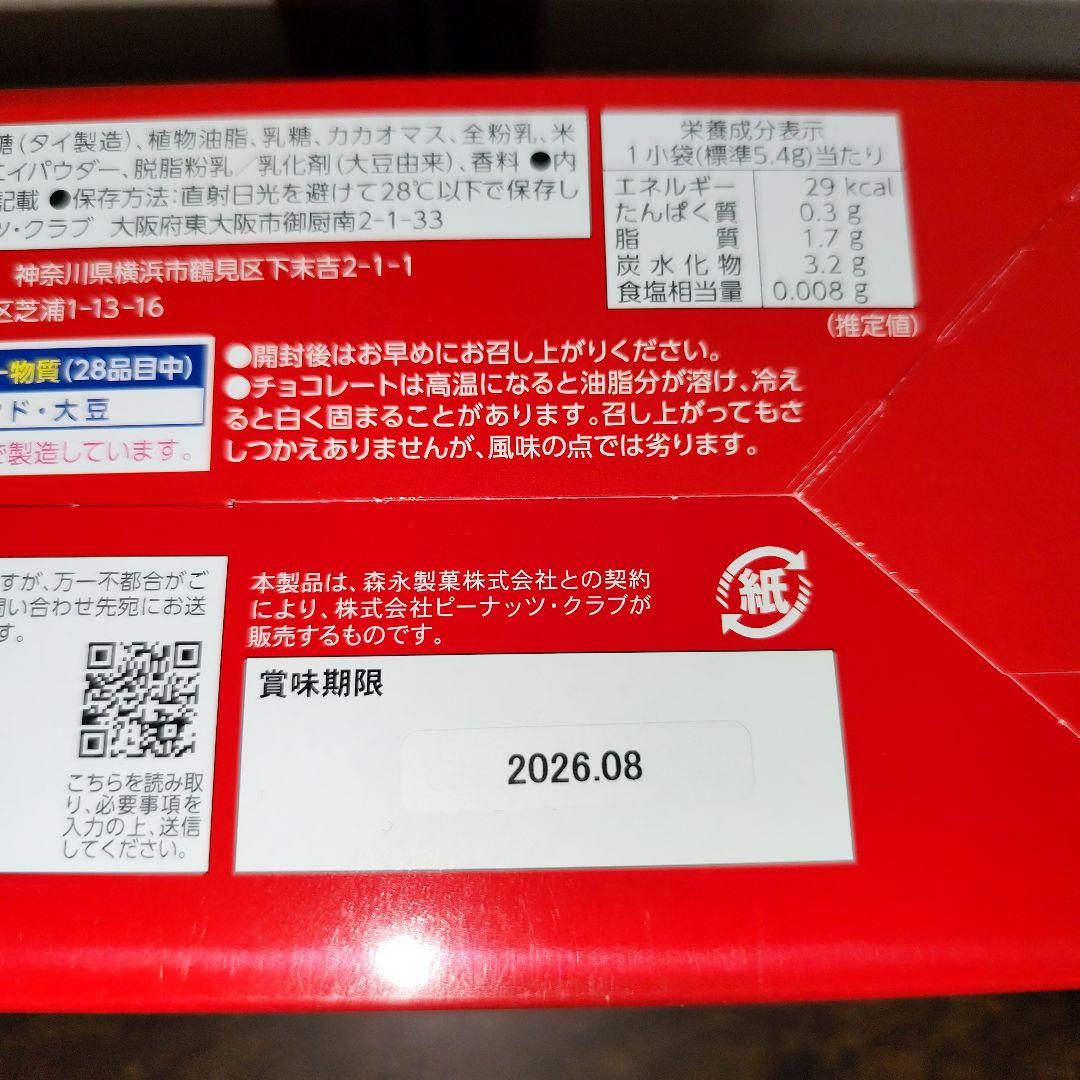 糖(タイ製造)、植物油脂、乳糖、カカオマス、全粉乳、米
エイパウダー、脱脂粉乳/乳化剤(大豆由来)、香料 ●内
記載 ●保存方法:直射日光を避けて28℃以下で保存し
ツ・クラブ 大阪府東大阪市御厨南2-1-33
神奈川県横浜市鶴見区下末吉2-1-1
区芝浦1-13-16
栄養成分表示
1小袋(標準5.4g)当たり
エネルギー 29 kcal
たんぱく質 0.3 g
脂質 1.7 g
炭水化物 3.2 g
食塩相当量 0.008 g
(推定値)
ー物質(28品目中)
ンド・大豆
で製造しています。
●開封後はお早めにお召し上がりください。
●チョコレートは高温になると油脂分が溶け、冷え
ると白く固まることがあります。召し上がってもさ
しつかえありませんが、風味の点では劣ります。
すが、万一不都合がご
問い合わせ先宛にお送
す。
こちらを読み取
り、必要事項を
入力の上、送信
してください。
本製品は、森永製菓株式会社との契約
により、株式会社ピーナッツ・クラブが
販売するものです。
紙
賞味期限
2026.08